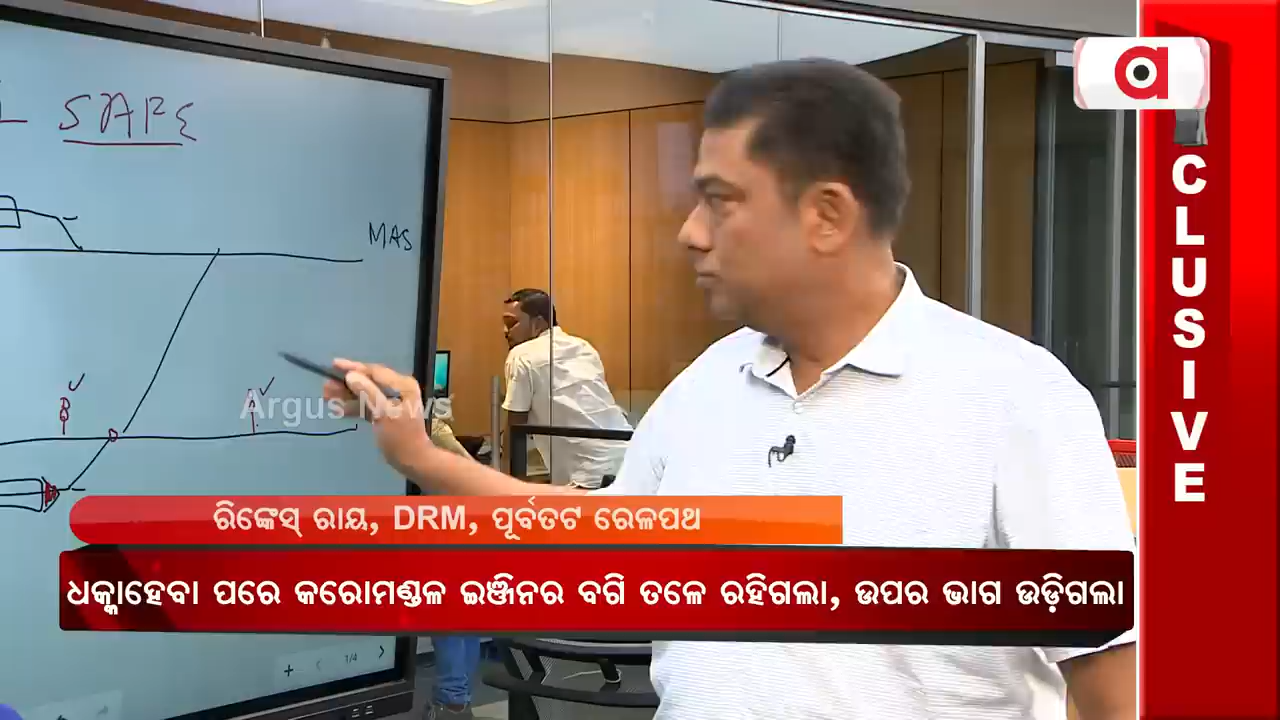 SAFE
MAS
B
Argus News
a
CLUSIVE
ରିଙ୍କେସ୍ ରାୟ, DRM, ପୂର୍ବତଟ ରେଳପଥ
ଧକ୍କାହେବା ପରେ କରୋମଣ୍ଡଳ ଇଞ୍ଜିନର ବଗି ତଳେ ରହିଗଲା, ଉପର ଭାଗ ଉଡ଼ିଗଲା
1/4